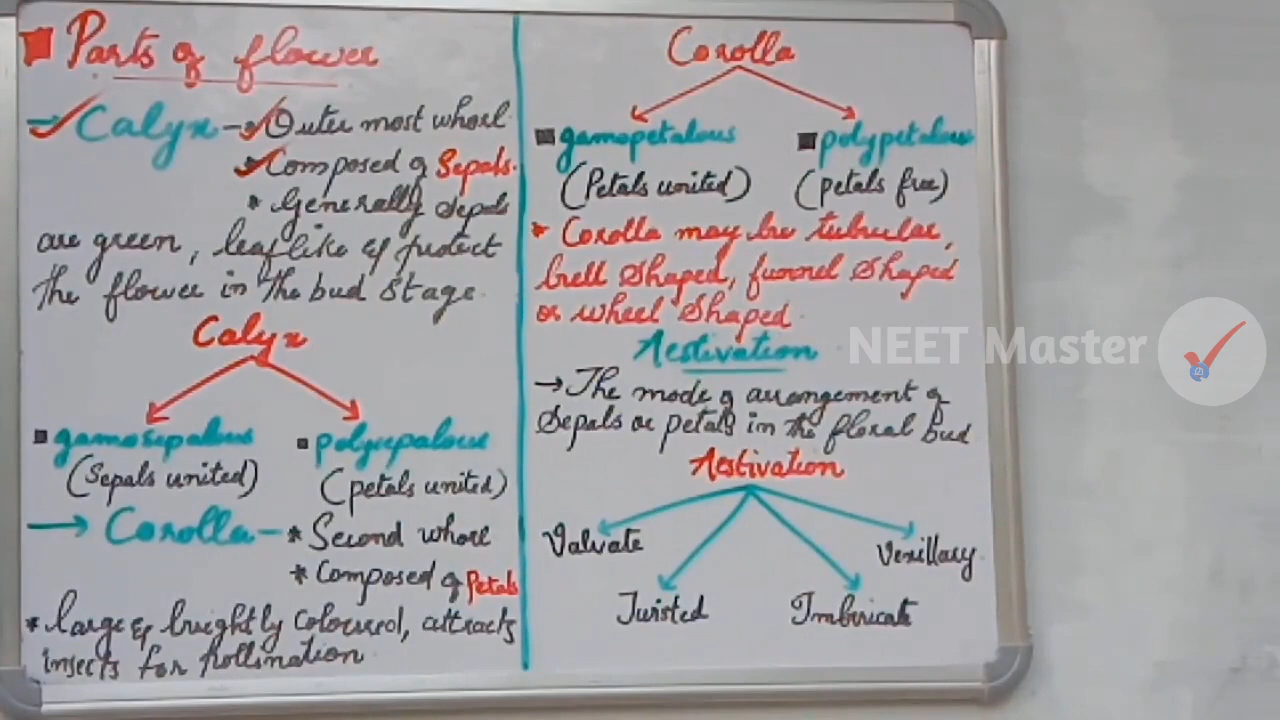 Parts of flower
Calyx - Outer most whorl
Composed of Sepals.
* Generally sepals
are green, leaf like & protect
the flower in the bud stage.
Calyx
gamosepalous
polysepalous
(Sepals united)
(petals united)
→ Corolla - * Second whorl
* Composed of Petals
* large & brightly coloured, attracts
insects for pollination
Corolla
gamopetalous
polypetalous
(Petals united)
(petals free)
* Corolla may be tubular,
bell shaped, funnel shaped
or wheel shaped
Aestivation
→ The mode of arrangement of
Sepals or petals in the floral bud
Aestivation
Valvate
Twisted
Imbricate
Vexillary
NEET Master